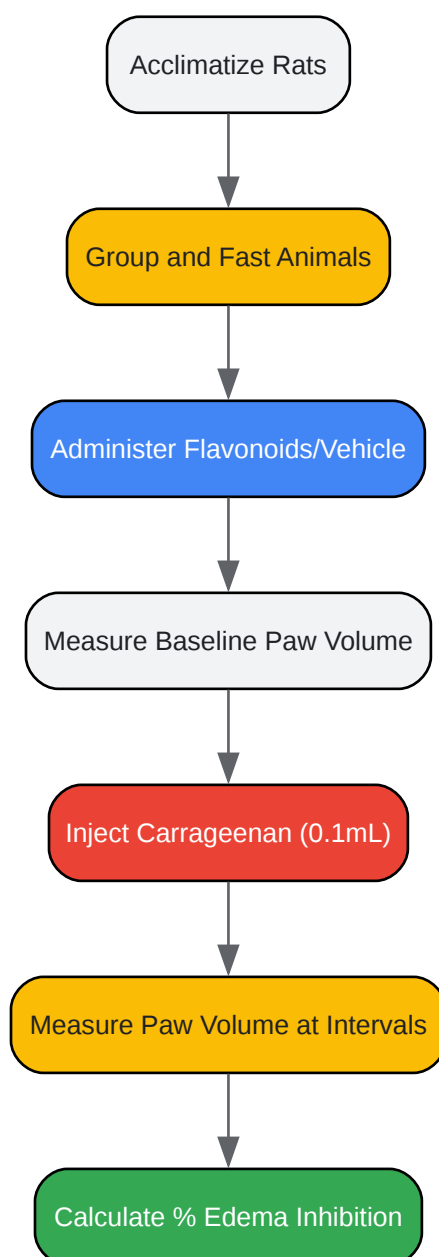 Acclimatize Rats
Group and Fast Animals
Administer Flavonoids/Vehicle
Measure Baseline Paw Volume
Inject Carrageenan (0.1mL)
Measure Paw Volume at Intervals
Calculate % Edema Inhibition